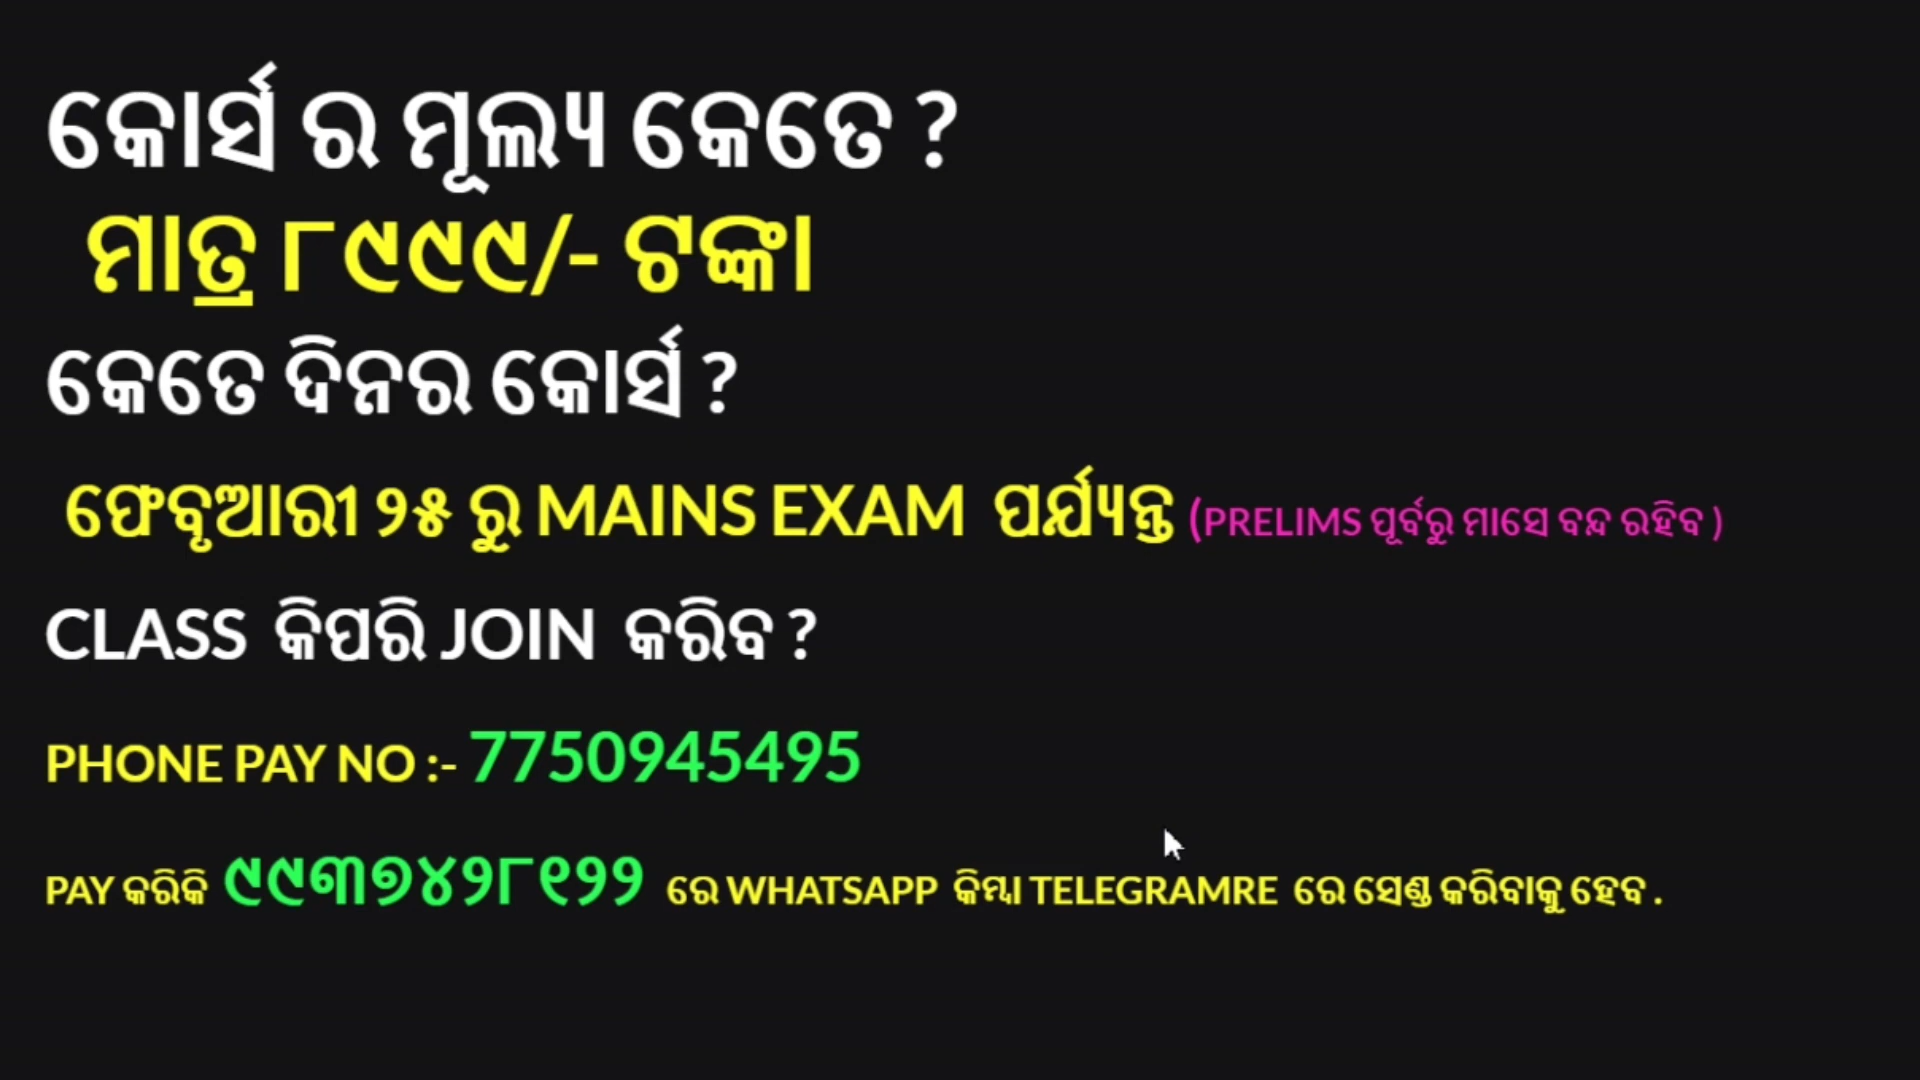 କୋର୍ସ ର ମୂଲ୍ୟ କେତେ ?
ମାତ୍ର ୮୯୯୯/- ଟଙ୍କା
କେତେ ଦିନର କୋର୍ସ ?
ଫେବୃଆରୀ ୨୫ ରୁ MAINS EXAM ପର୍ଯ୍ୟନ୍ତ (PRELIMS ପୂର୍ବରୁ ମାସେ ବନ୍ଦ ରହିବ )
CLASS କିପରି JOIN କରିବ ?
PHONE PAY NO :- 7750945495
PAY କରିକି ୯୯୩୭୪୨୮୧୨୨ ରେ WHATSAPP କିମ୍ବା TELEGRAMRE ରେ ସେଣ୍ଡ କରିବାକୁ ହେବ .